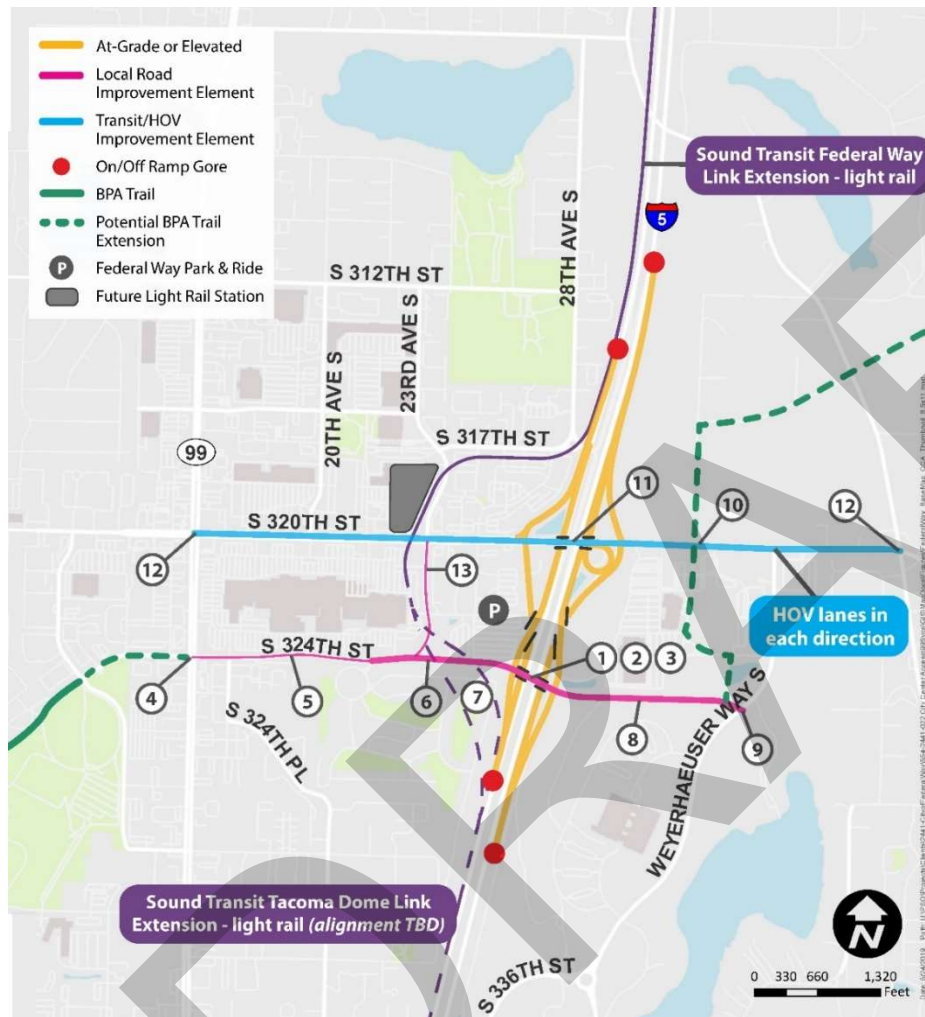 At-Grade or Elevated
Local Road
Improvement Element
Transit/HOV
Improvement Element
On/Off Ramp Gore
BPA Trail
Potential BPA Trail
Extension
P
Federal Way Park & Ride
Future Light Rail Station
Sound Transit Federal Way
Link Extension - light rail
5
28TH AVE S
S 312TH ST
23RD AVE S
20TH AVE S
S 317TH ST
99
S 320TH ST
11
10
12
12
13
HOV lanes in
each direction
P
S 324TH ST
1 2 3
4
5
6
7
8
9
S 324TH PL
WEYERHAEUSER WAY S
Sound Transit Tacoma Dome Link
Extension - light rail (alignment TBD)
N
S 336TH ST
0 330 660 1,320
Feet
DRA